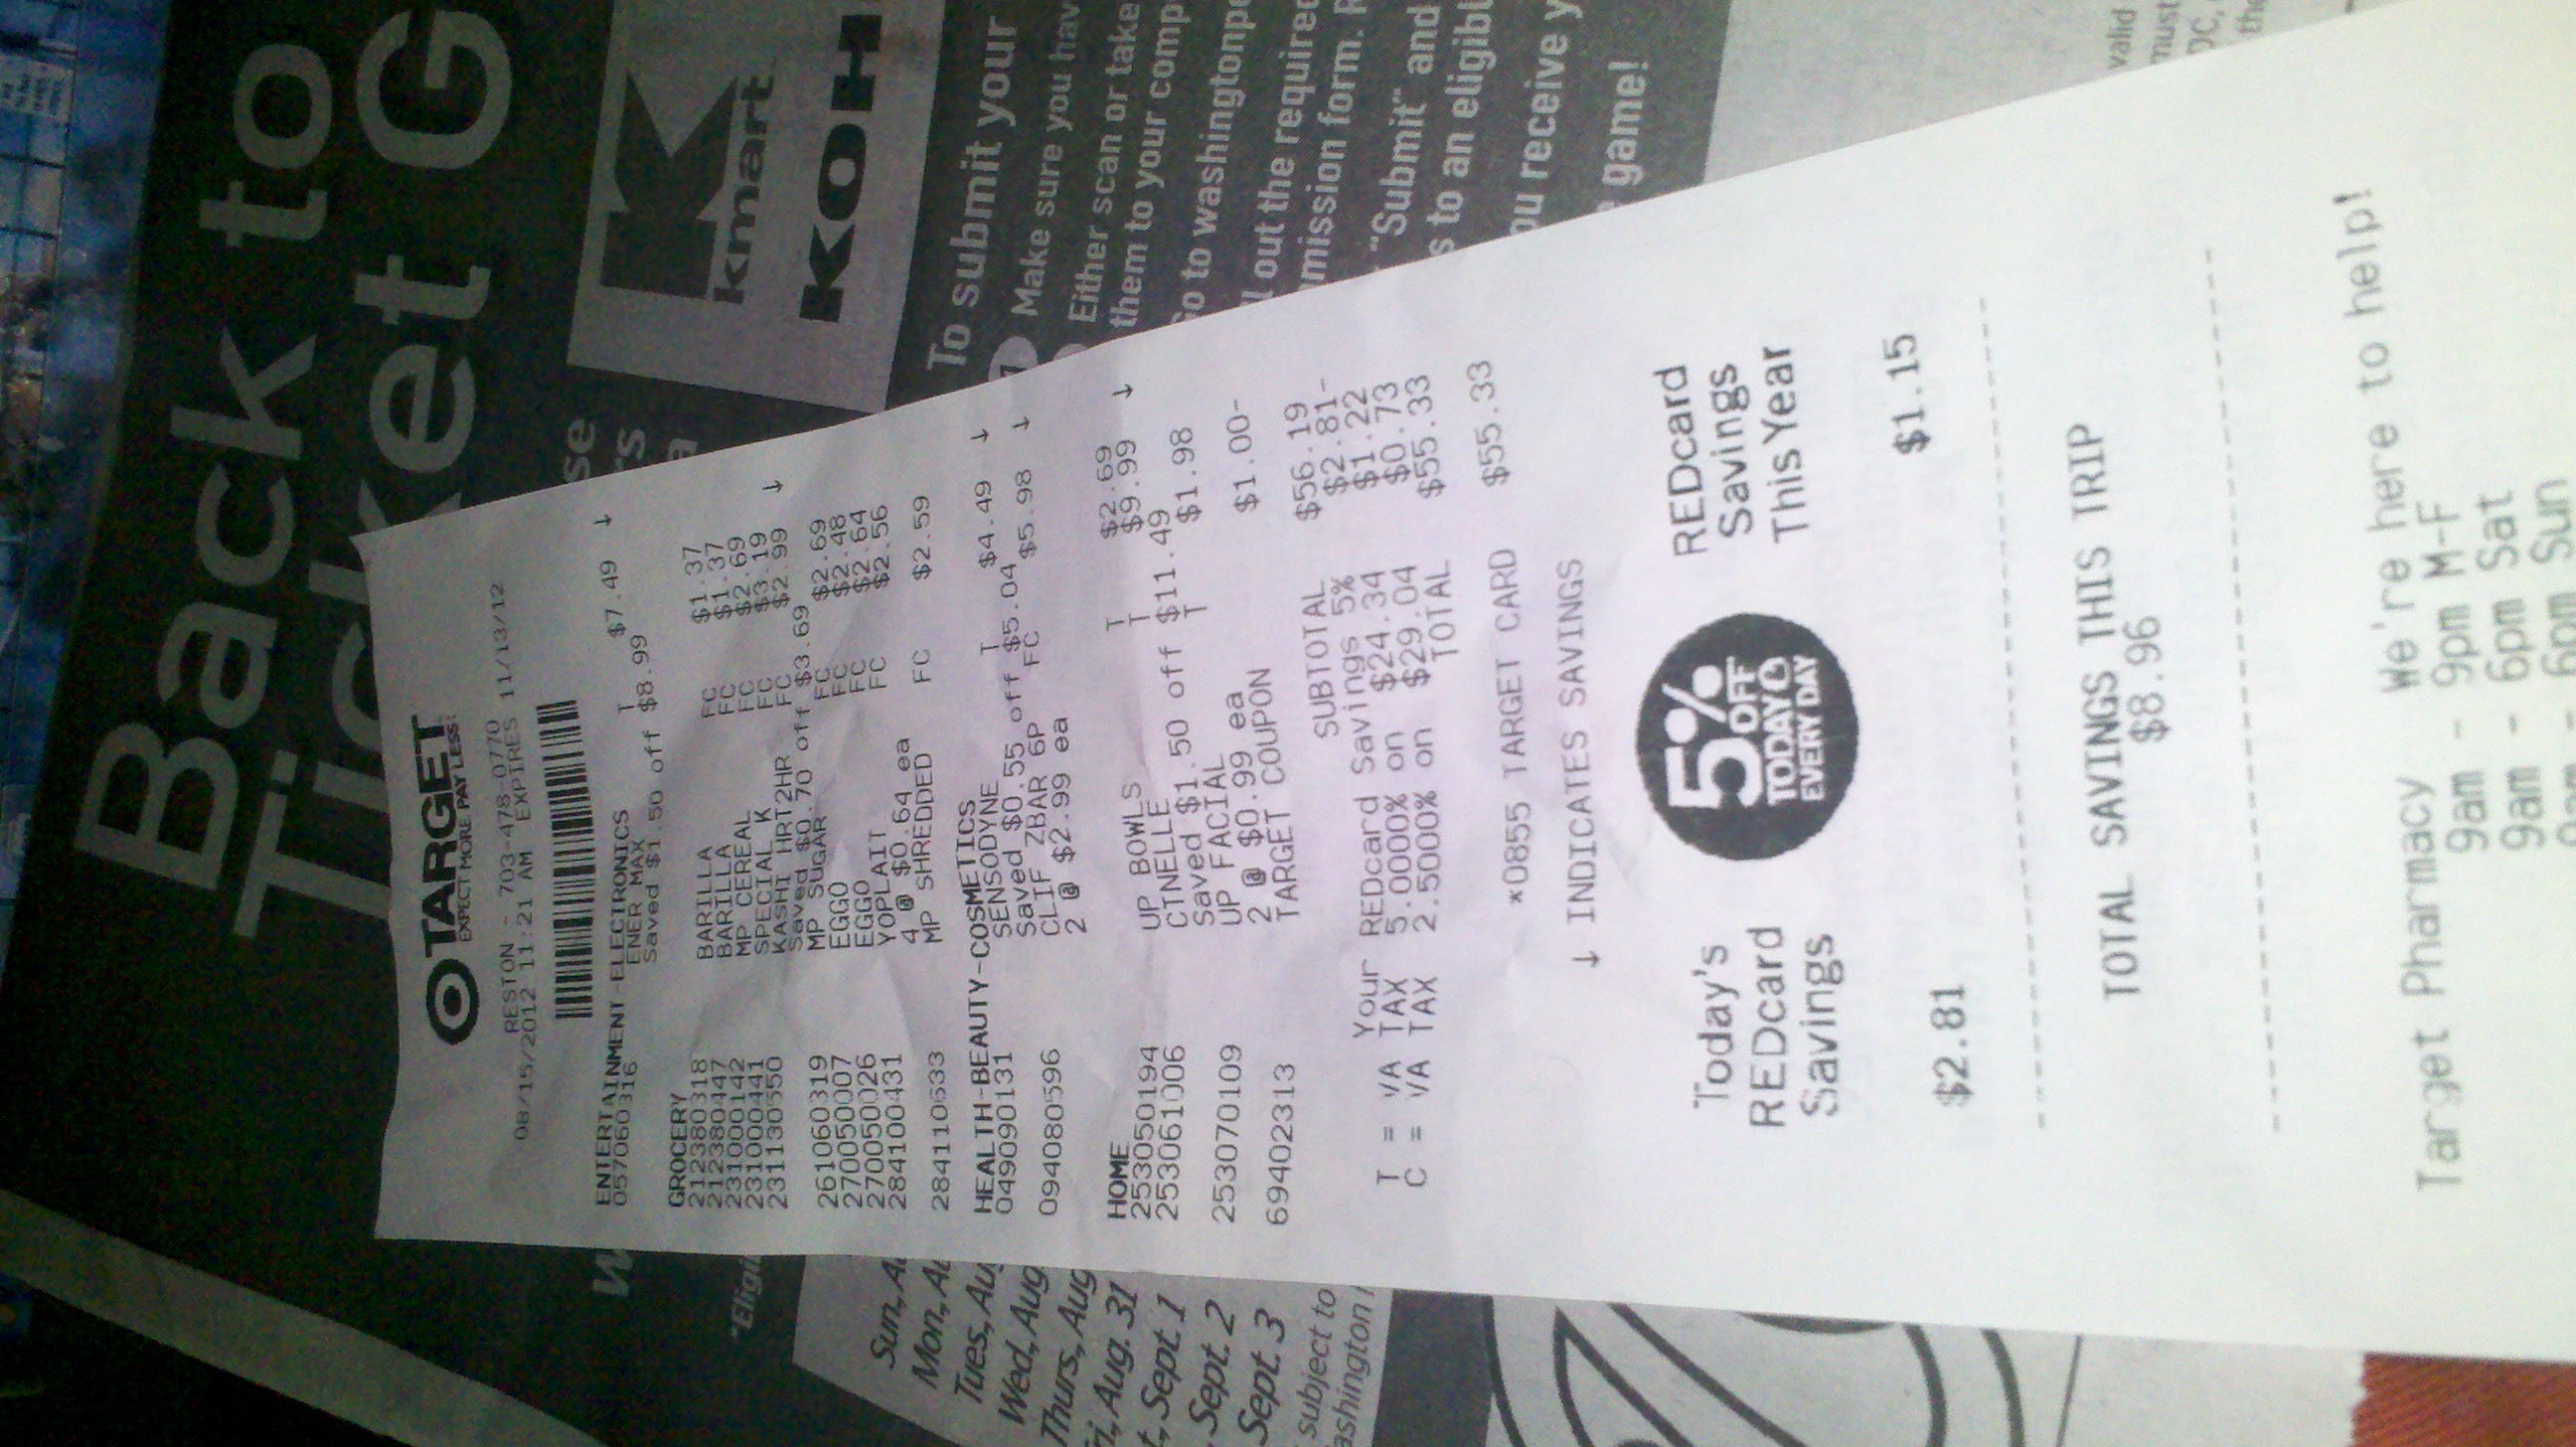 Back to
Ticket G
TARGET
EXPECT MORE. PAY LESS.
RESTON - 703-478-0770
08/15/2012 11:21 AM EXPIRES 11/13/12
ENTERTAINMENT-ELECTRONICS
057060316 ENER MAX T $7.49 ↓
Saved $1.50 off $8.99
GROCERY
212380318 BARILLA FC $1.37
212380447 BARILLA FC $1.37
231000142 MP CEREAL FC $2.69
231000441 SPECIAL K FC $3.19
231130550 KASHI HRT2HR FC $2.99 ↓
Saved $0.70 off $3.69
261060319 MP SUGAR FC $2.69
270050007 EGGO FC $2.48
270050026 EGGO FC $2.64
284100431 YOPLAIT FC $2.56
4 @ $0.64 ea
284110633 MP SHREDDED FC $2.59
HEALTH-BEAUTY-COSMETICS
049090131 SENSODYNE T $4.49 ↓
Saved $0.55 off $5.04
094080596 CLIF ZBAR 6P FC $5.98 ↓
2 @ $2.99 ea
HOME
253050194 UP BOWLS T $2.69
253061006 CTNELLE T $9.99 ↓
Saved $1.50 off $11.49
253070109 UP FACIAL T $1.98
2 @ $0.99 ea
69402313 TARGET COUPON $1.00-
SUBTOTAL $56.19
Your REDcard Savings 5% $2.81-
T = VA TAX 5.0000% on $24.34 $1.22
C = VA TAX 2.5000% on $29.04 $0.73
TOTAL $55.33
*0855 TARGET CARD $55.33
↓ INDICATES SAVINGS
Today's
REDcard
Savings
5%
OFF
TODAY &
EVERY DAY
REDcard
Savings
This Year
$2.81
$1.15
TOTAL SAVINGS THIS TRIP
$8.96
Target Pharmacy We're here to help!
9am - 9pm M-F
9am - 6pm Sat
9am - 6pm Sun
K
kmart
KOH
To submit your
1. Make sure you hav
Either scan or take
them to your comp
Go to washingtonp
l out the required
mission form. R
"Submit" and
s to an eligibl
ou receive y
game!
valid
must
DC,
the
*Eligi
Sun., A
Mon., Au
Tues., Au
Wed., Aug
Thurs., Aug
ri., Aug. 31
t., Sept. 1
Sept. 2
Sept. 3
subject to
ashington